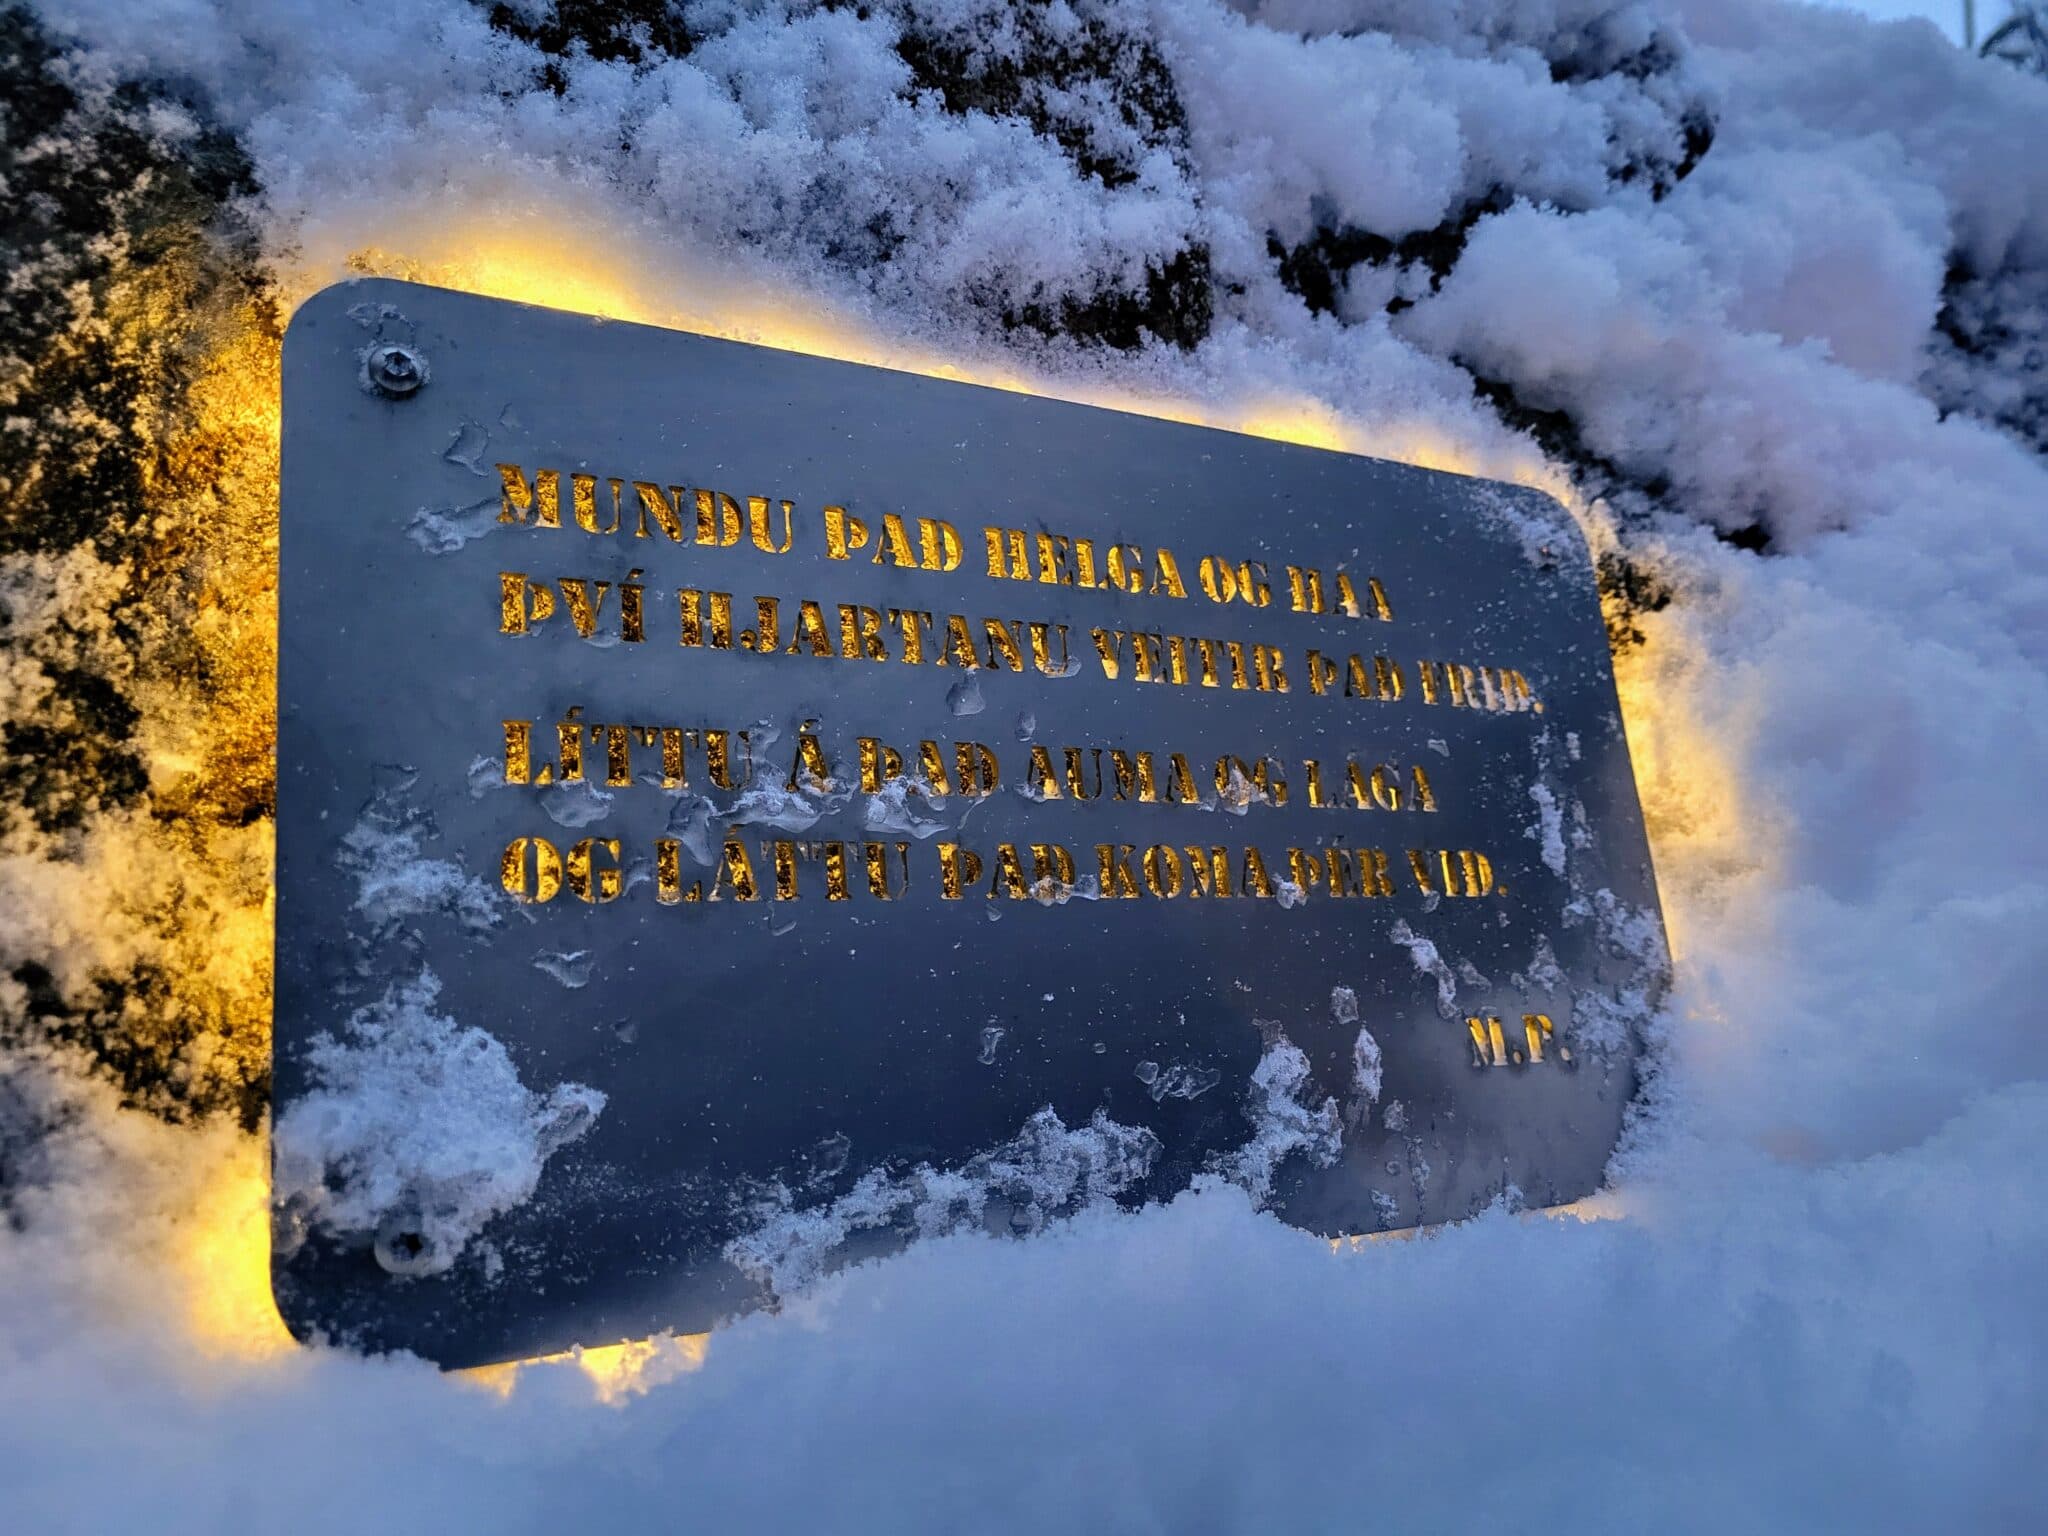 MUNDU ÞAÐ HELGA OG HÁA
ÞVÍ HJARTANU VEITIR ÞAÐ FRIÐ.
LÍTTU Á ÞAÐ AUMA OG LÁGA
OG LÁTTU ÞAÐ KOMA ÞÉR VIÐ.
M.P.